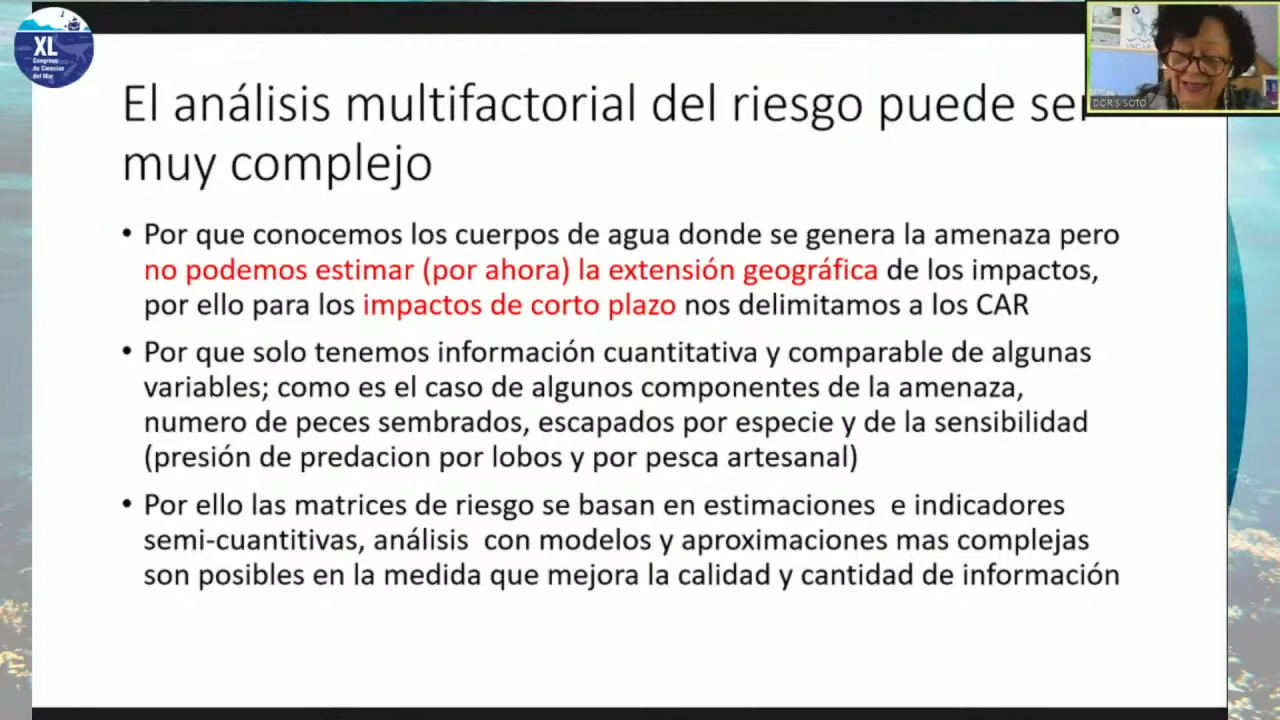 XL
Congreso
de Ciencias
del Mar
DORIS SOTO
El análisis multifactorial del riesgo puede ser
muy complejo
• Por que conocemos los cuerpos de agua donde se genera la amenaza pero
no podemos estimar (por ahora) la extensión geográfica de los impactos,
por ello para los impactos de corto plazo nos delimitamos a los CAR
• Por que solo tenemos información cuantitativa y comparable de algunas
variables; como es el caso de algunos componentes de la amenaza,
numero de peces sembrados, escapados por especie y de la sensibilidad
(presión de predacion por lobos y por pesca artesanal)
• Por ello las matrices de riesgo se basan en estimaciones  e indicadores
semi-cuantitivas, análisis  con modelos y aproximaciones mas complejas
son posibles en la medida que mejora la calidad y cantidad de información